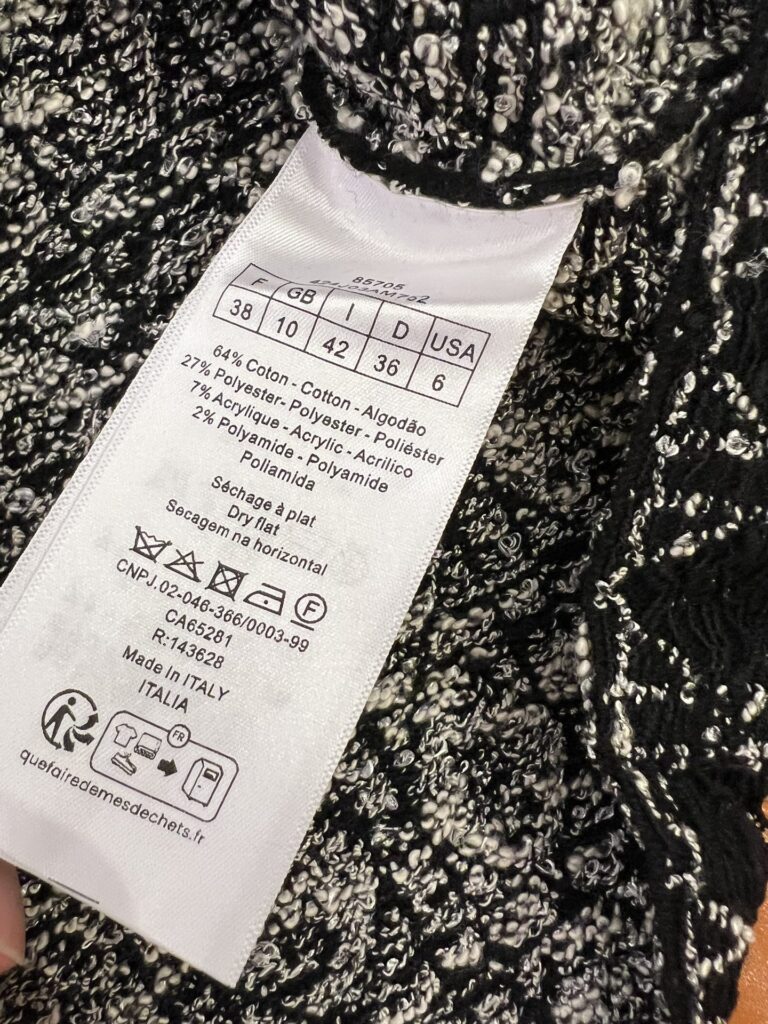 85705
F GB I D USA
38 10 42 36 6
64% Coton - Cotton - Algodão
27% Polyester- Polyester - Poliéster
7% Acrylique - Acrylic - Acrilico
2% Polyamide - Polyamide
Poliamida
Séchage à plat
Dry flat
Secagem na horizontal
F
CNPJ.02-046-366/0003-99
CA65281
R:143628
Made in ITALY
ITALIA
FR
quefairedemesdechets.fr